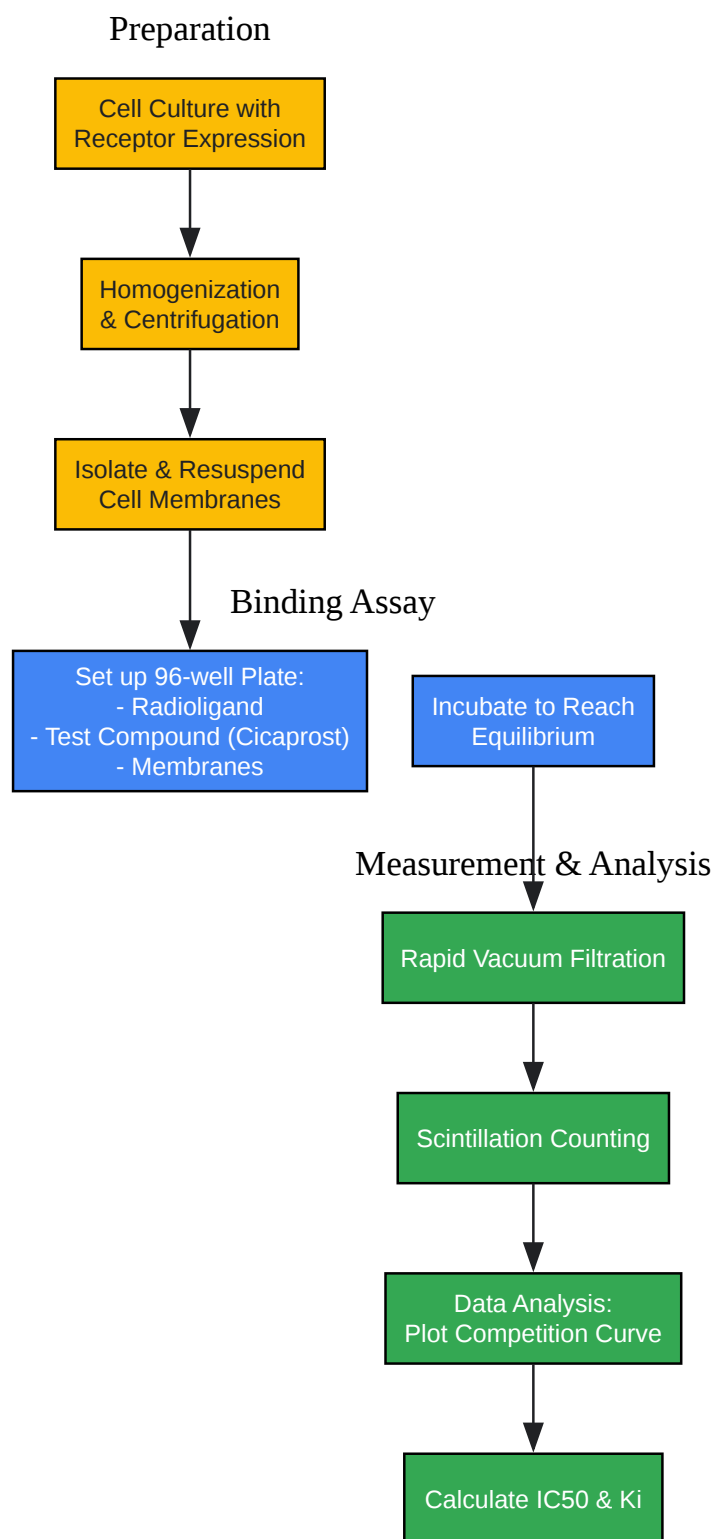 Preparation
Cell Culture with
Receptor Expression
Homogenization
& Centrifugation
Isolate & Resuspend
Cell Membranes
Binding Assay
Set up 96-well Plate:
- Radioligand
- Test Compound (Cicaprost)
- Membranes
Incubate to Reach
Equilibrium
Measurement & Analysis
Rapid Vacuum Filtration
Scintillation Counting
Data Analysis:
Plot Competition Curve
Calculate IC50 & Ki